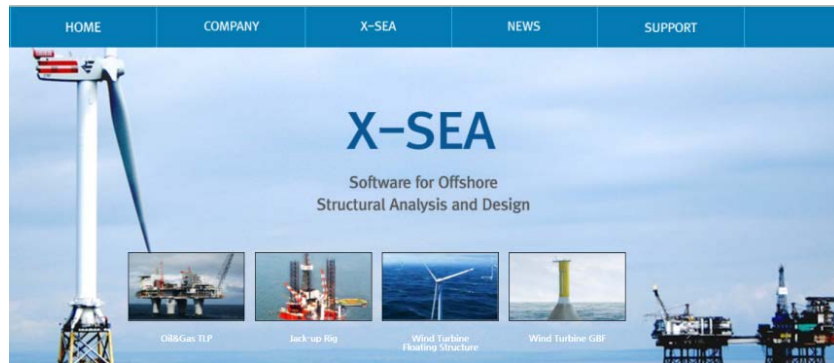 HOME
COMPANY
X-SEA
NEWS
SUPPORT
X-SEA
Software for Offshore
Structural Analysis and Design
Oil&Gas TLP
Jack-up Rig
Wind Turbine
Floating Structure
Wind Turbine GBF